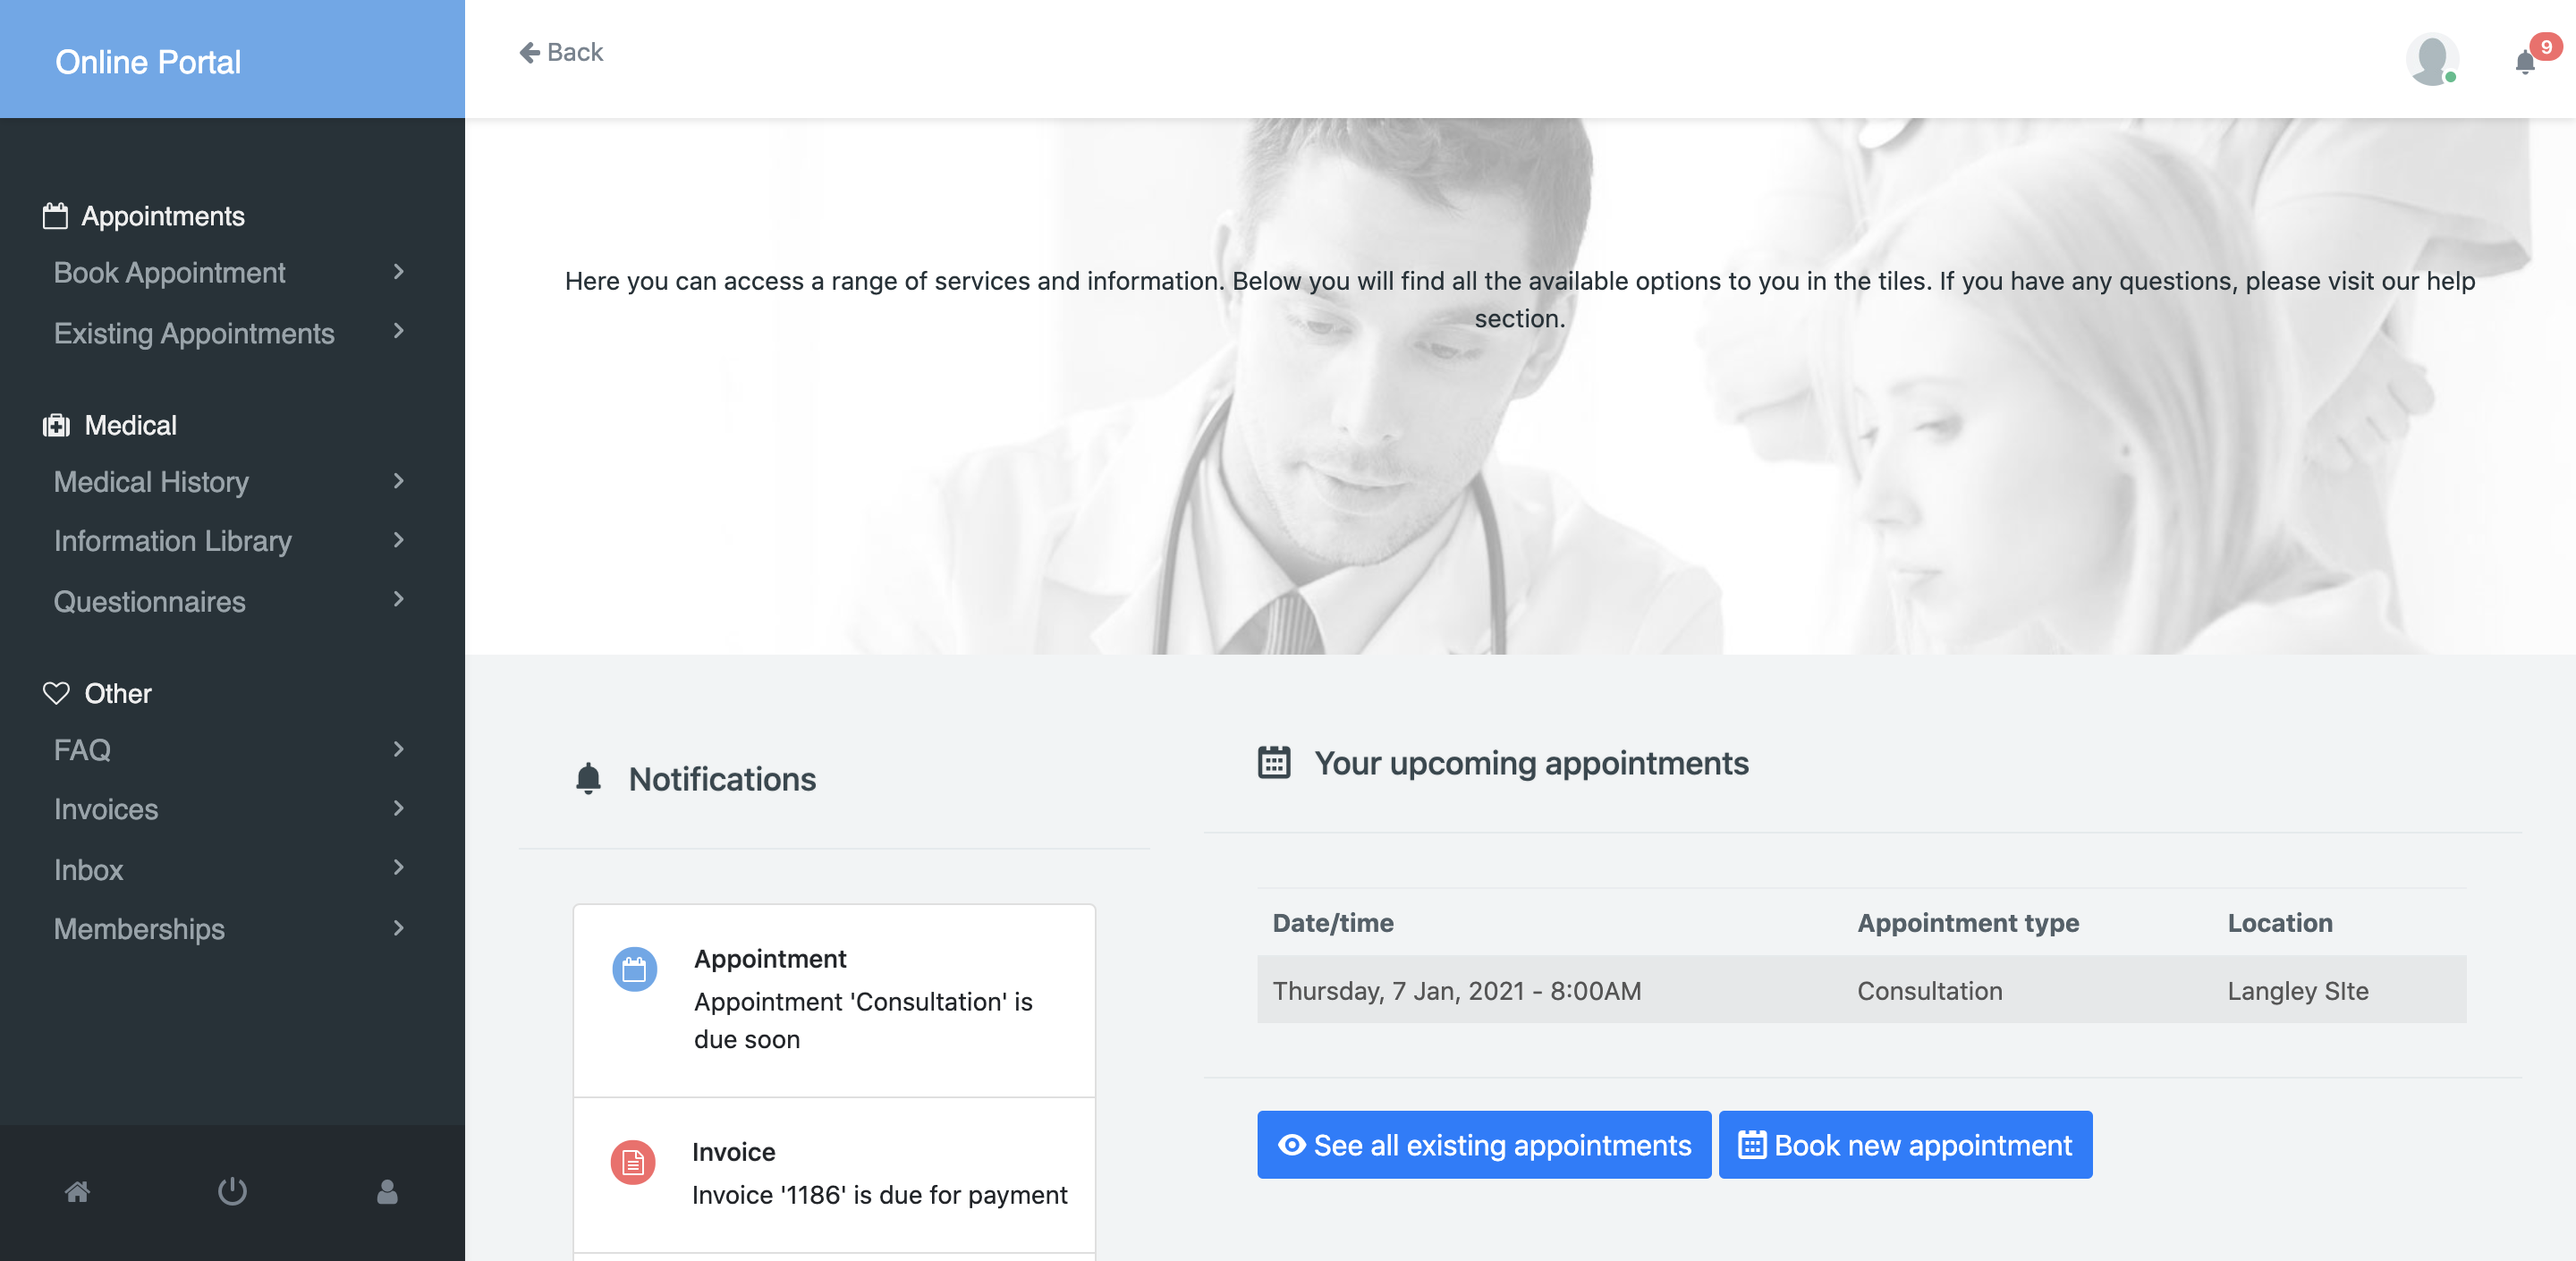 Online Portal
Back
9
Appointments
Book Appointment
Existing Appointments
Medical
Medical History
Information Library
Questionnaires
Other
FAQ
Invoices
Inbox
Memberships
Here you can access a range of services and information. Below you will find all the available options to you in the tiles. If you have any questions, please visit our help
section.
Notifications
Appointment
Appointment 'Consultation' is
due soon
Invoice
Invoice '1186' is due for payment
Your upcoming appointments
Date/time Appointment type Location
Thursday, 7 Jan, 2021 - 8:00AM Consultation Langley SIte
See all existing appointments Book new appointment